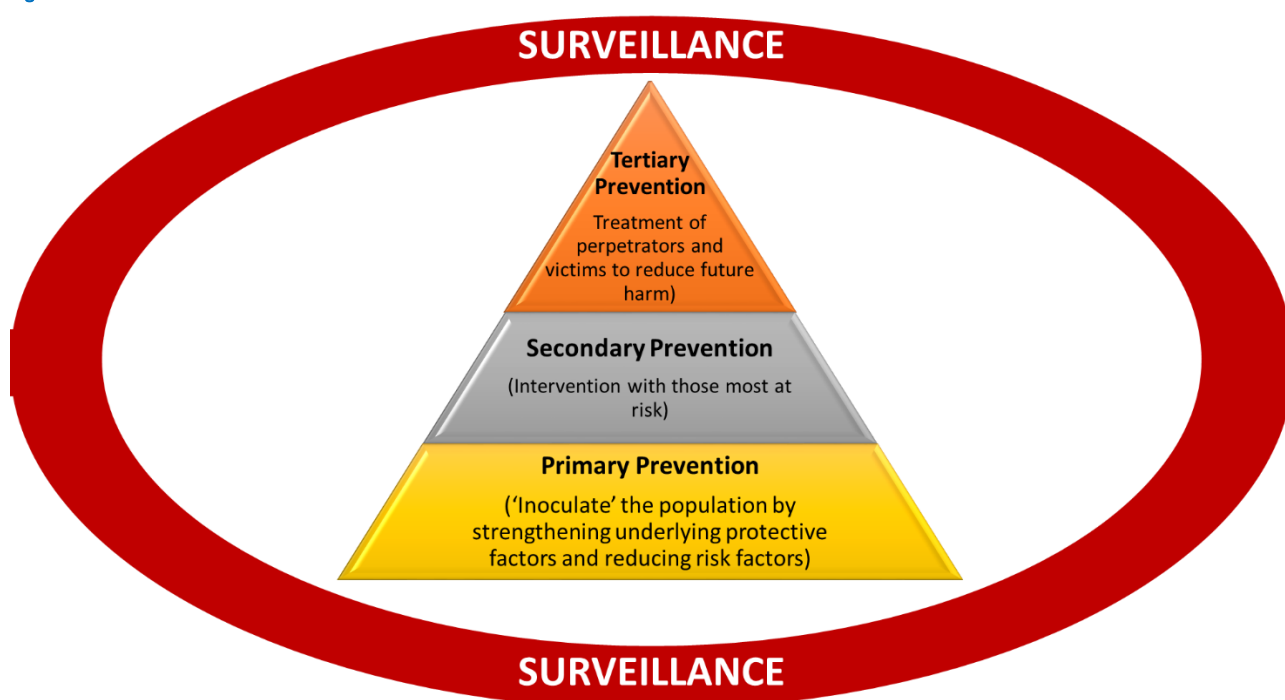 SURVEILLANCE
Tertiary
Prevention
Treatment of
perpetrators and
victims to reduce future
harm)
Secondary Prevention
(Intervention with those most at
risk)
Primary Prevention
(‘Inoculate’ the population by
strengthening underlying protective
factors and reducing risk factors)
SURVEILLANCE